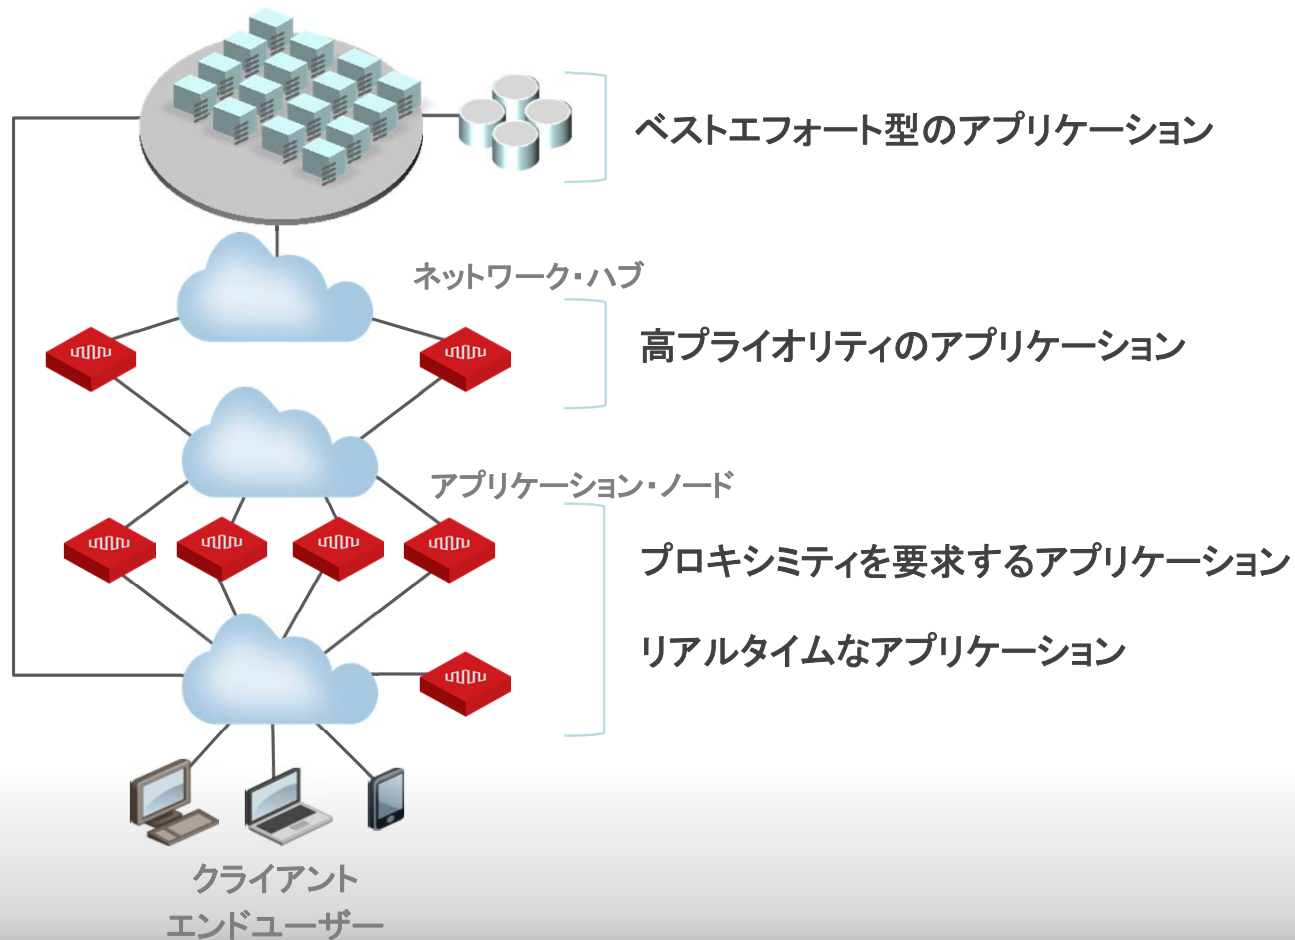 ベストエフォート型のアプリケーション
ネットワーク・ハブ
高プライオリティのアプリケーション
アプリケーション・ノード
プロキシミティを要求するアプリケーション
リアルタイムなアプリケーション
クライアント
エンドユーザー